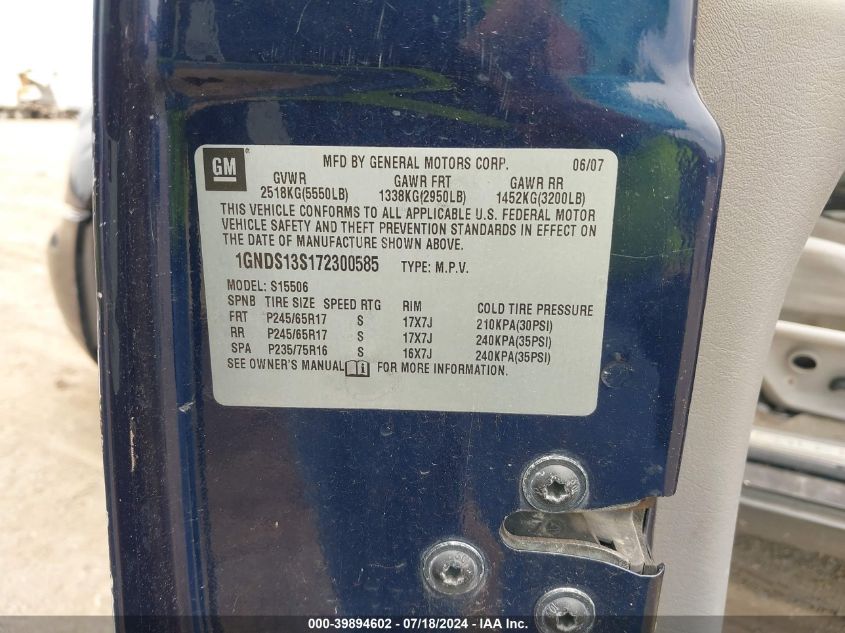 GM
MFD BY GENERAL MOTORS CORP. 06/07
GVWR GAWR FRT GAWR RR
2518KG(5550LB) 1338KG(2950LB) 1452KG(3200LB)
THIS VEHICLE CONFORMS TO ALL APPLICABLE U.S. FEDERAL MOTOR
VEHICLE SAFETY AND THEFT PREVENTION STANDARDS IN EFFECT ON
THE DATE OF MANUFACTURE SHOWN ABOVE.
1GNDS13S172300585 TYPE: M.P.V.
MODEL: S15506
SPNB TIRE SIZE SPEED RTG RIM COLD TIRE PRESSURE
FRT P245/65R17 S 17X7J 210KPA(30PSI)
RR P245/65R17 S 17X7J 240KPA(35PSI)
SPA P235/75R16 S 16X7J 240KPA(35PSI)
SEE OWNER'S MANUAL FOR MORE INFORMATION.
000-39894602 - 07/18/2024 - IAAI.com